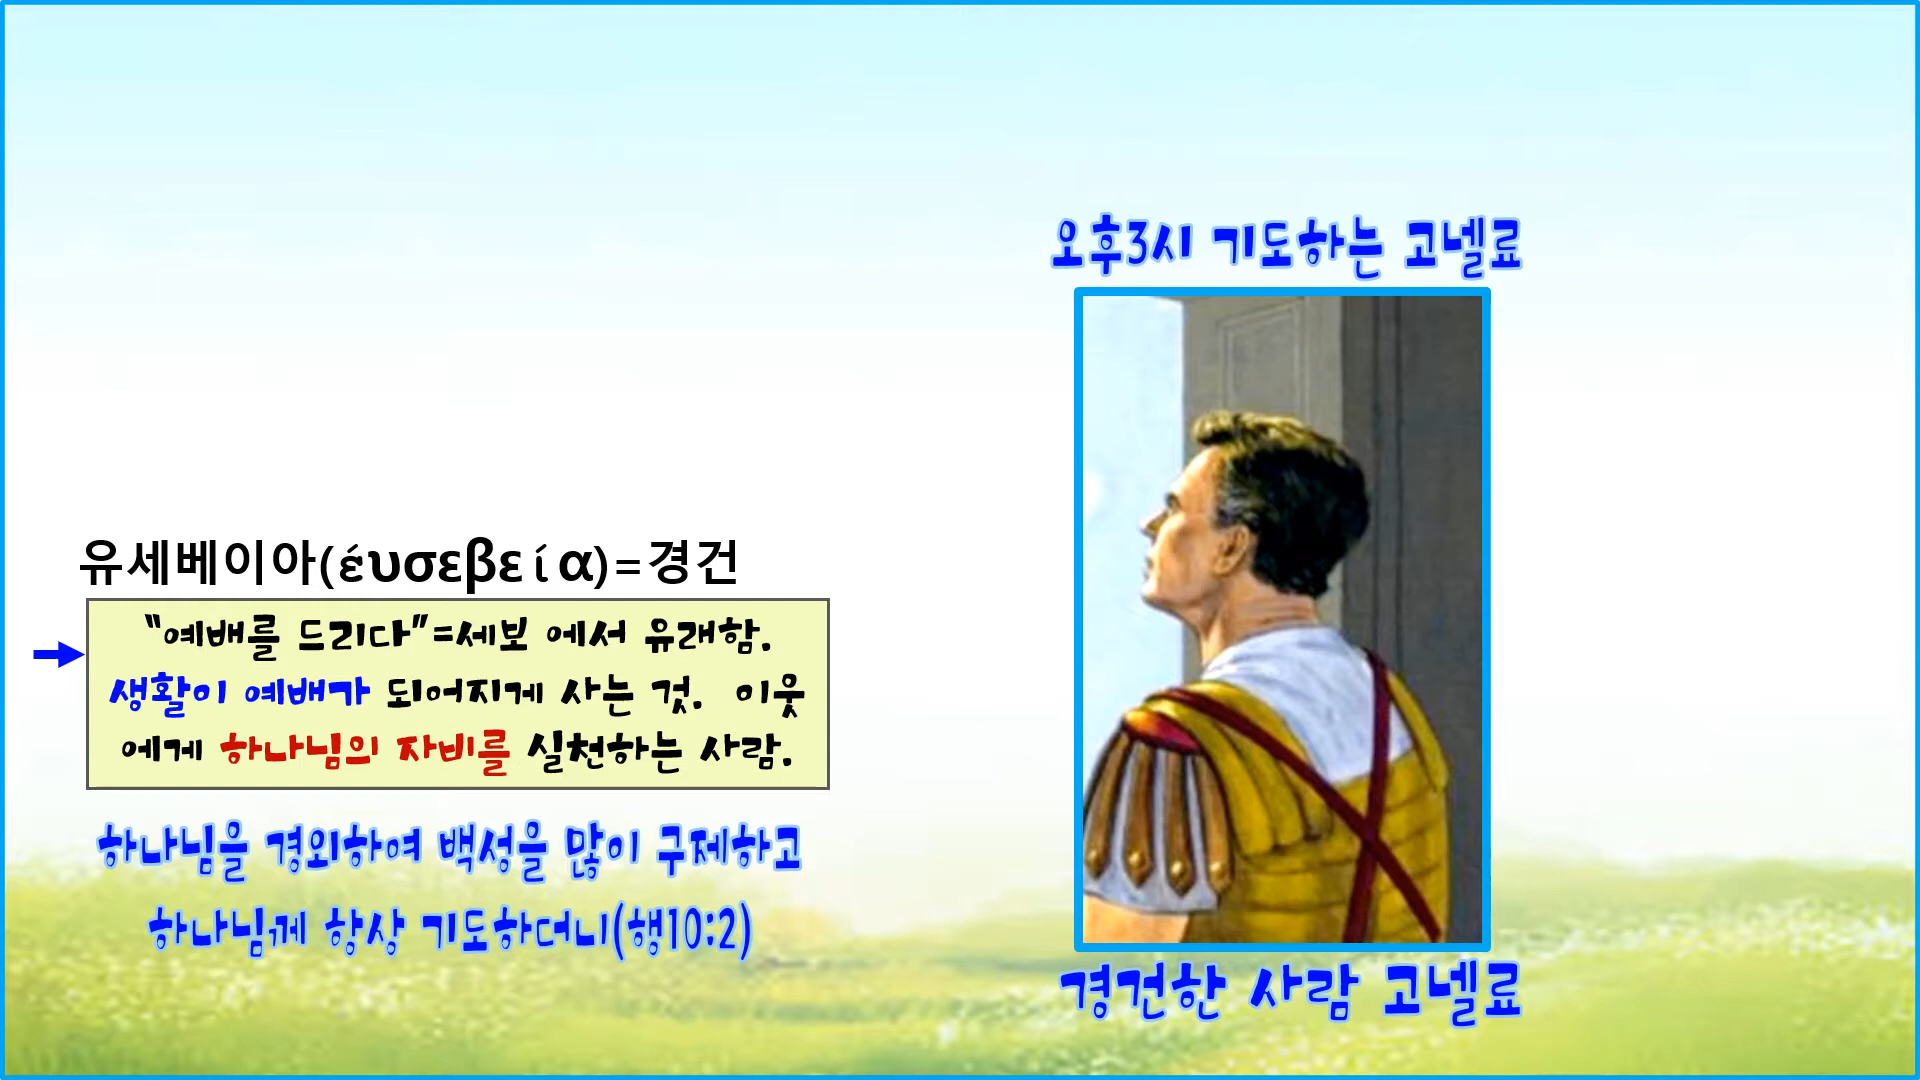 오후3시 기도하는 고넬료
유세베이아(έυσεβεία)=경건
“예배를 드리다”=세보 에서 유래함.
생활이 예배가 되어지게 사는 것. 이웃
에게 하나님의 자비를 실천하는 사람.
하나님을 경외하여 백성을 많이 구제하고
하나님께 항상 기도하더니(행10:2)
경건한 사람 고넬료